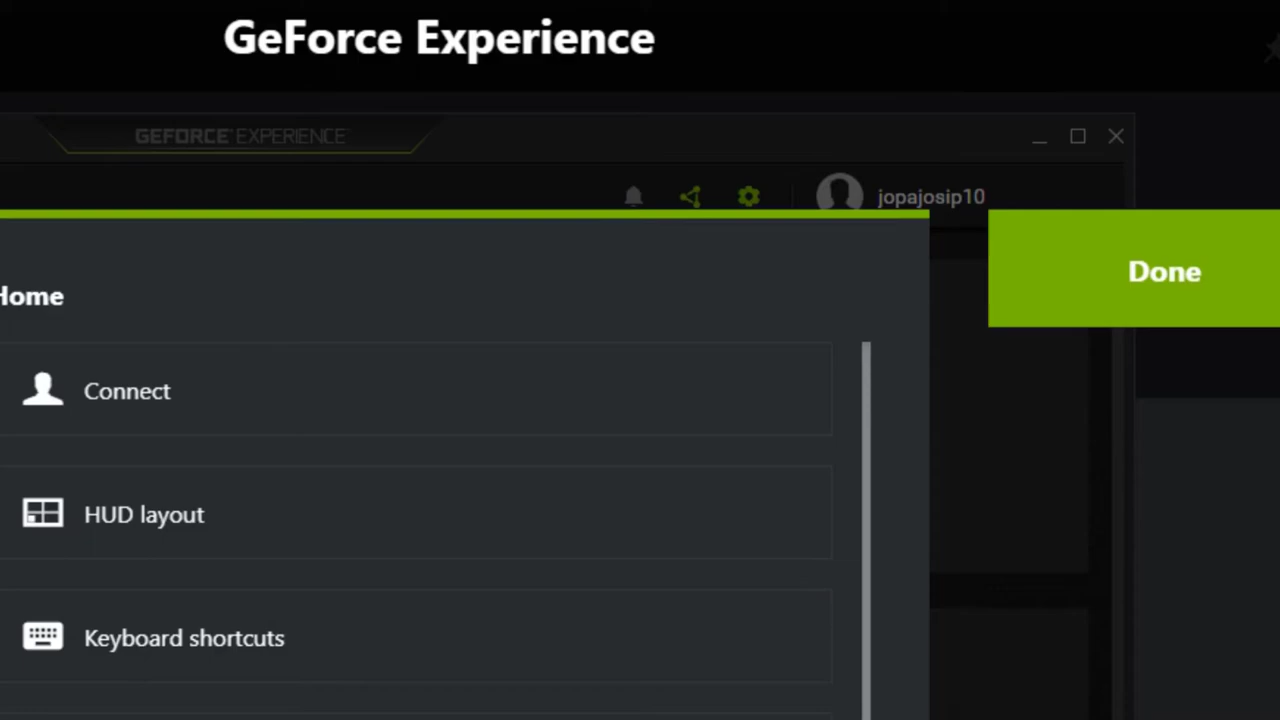 GeForce Experience
GEFORCE EXPERIENCE
jopajosip10
Done
Home
Connect
HUD layout
Keyboard shortcuts